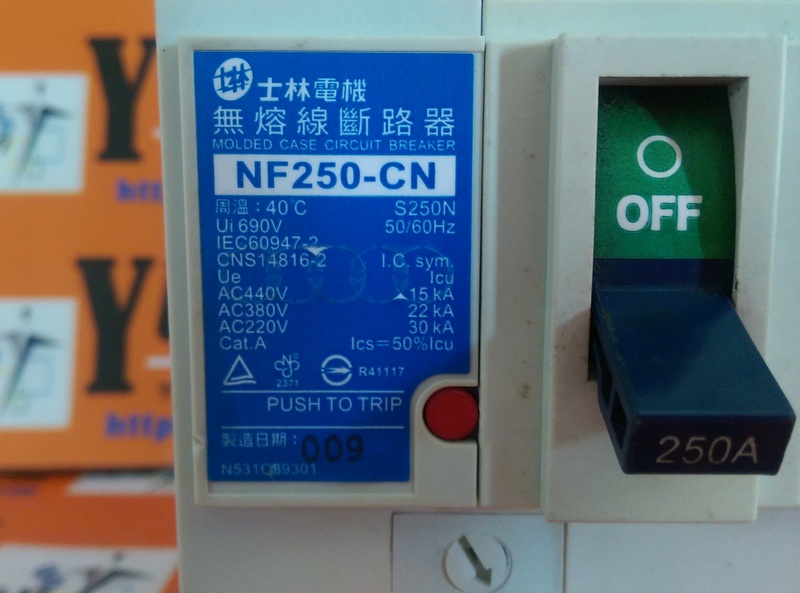 士林電機
無熔線斷路器
MOLDED CASE CIRCUIT BREAKER
NF250-CN
周溫：40℃ S250N
Ui 690V 50/60Hz
IEC60947-2
CNS14816-2 I.C. sym.
Ue Icu
AC440V 15 kA
AC380V 22 kA
AC220V 30 kA
Cat.A Ics=50%Icu
2371
R41117
PUSH TO TRIP
製造日期：009
N531Q89301
OFF
250A